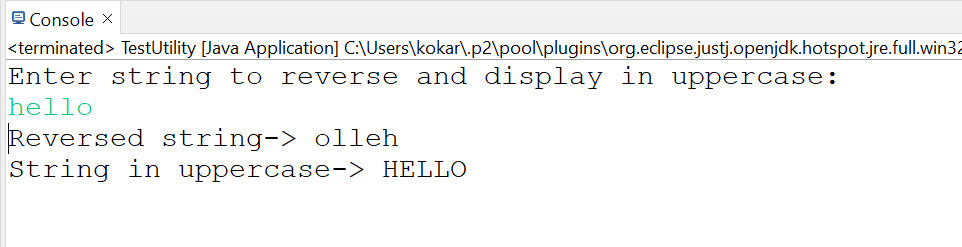 Console
<terminated> TestUtility [Java Application] C:\Users\kokar\.p2\pool\plugins\org.eclipse.justj.openjdk.hotspot.jre.full.win32
Enter string to reverse and display in uppercase:
hello
Reversed string-> olleh
String in uppercase-> HELLO